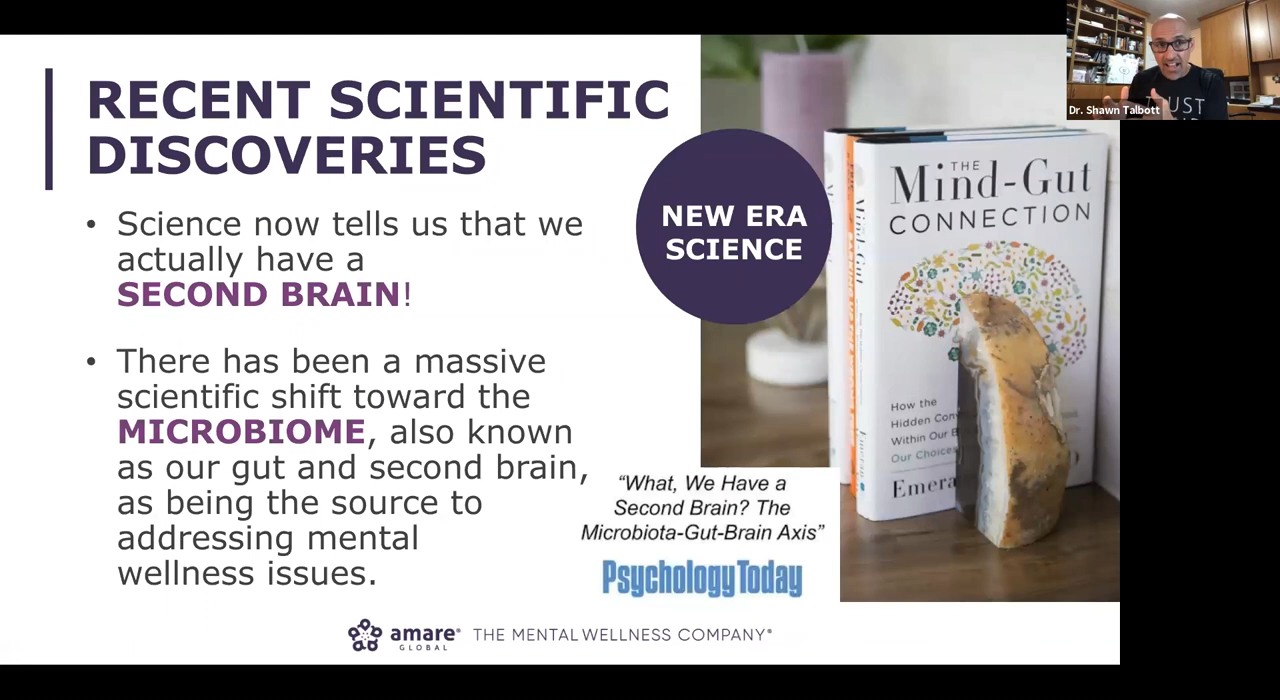 RECENT SCIENTIFIC
DISCOVERIES
• Science now tells us that we
actually have a
SECOND BRAIN!
• There has been a massive
scientific shift toward the
MICROBIOME, also known
as our gut and second brain,
as being the source to
addressing mental
wellness issues.
NEW ERA
SCIENCE
THE
Mind-Gut
CONNECTION
How the
Hidden
Within Our
Our Choices
“What, We Have a
Second Brain? The
Microbiota-Gut-Brain Axis”
Psychology Today
amare®
GLOBAL
THE MENTAL WELLNESS COMPANY®
Dr. Shawn Talbott